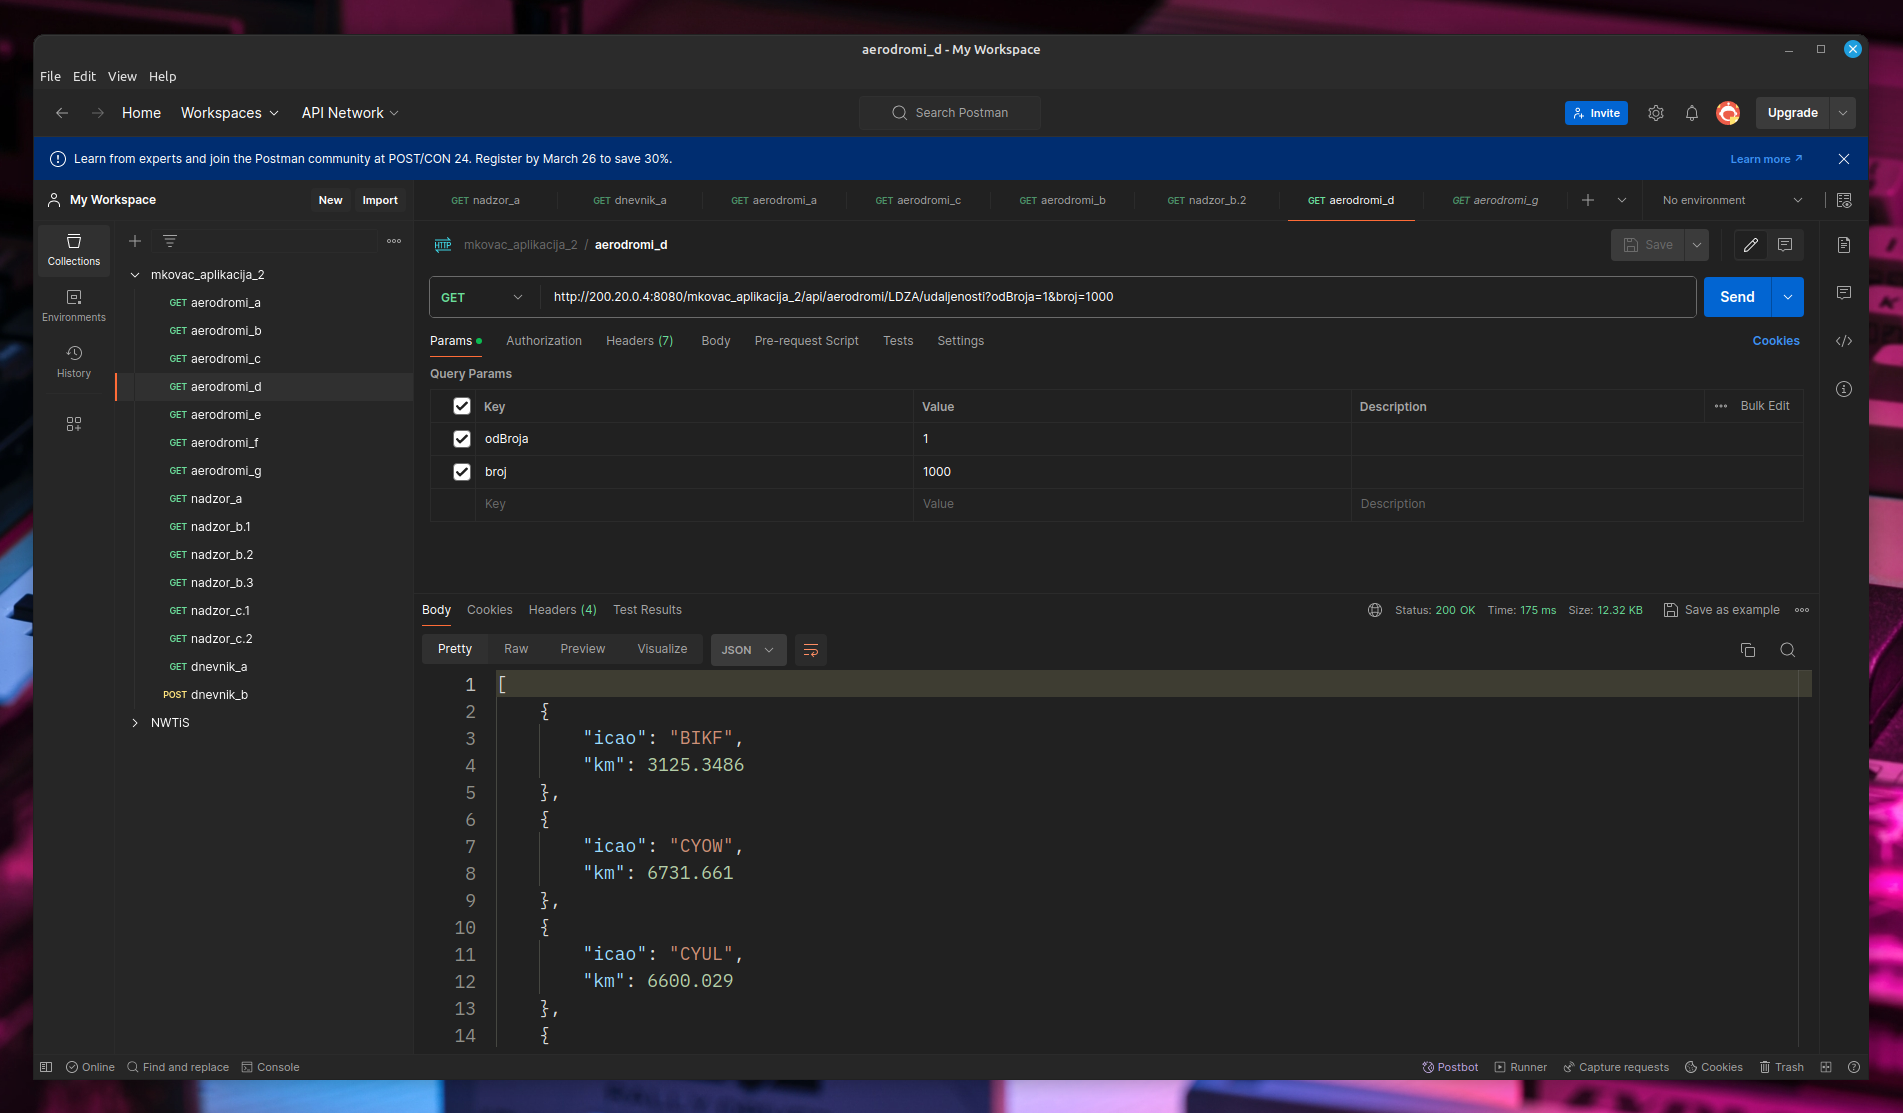 aerodromi_d - My Workspace
File Edit View Help
Home Workspaces API Network Search Postman Invite Upgrade
Learn from experts and join the Postman community at POST/CON 24. Register by March 26 to save 30%. Learn more ↗
My Workspace New Import
GET nadzor_a GET dnevnik_a GET aerodromi_a GET aerodromi_c GET aerodromi_b GET nadzor_b.2 GET aerodromi_d GET aerodromi_g No environment
Collections
Environments
History
mkovac_aplikacija_2
GET aerodromi_a
GET aerodromi_b
GET aerodromi_c
GET aerodromi_d
GET aerodromi_e
GET aerodromi_f
GET aerodromi_g
GET nadzor_a
GET nadzor_b.1
GET nadzor_b.2
GET nadzor_b.3
GET nadzor_c.1
GET nadzor_c.2
GET dnevnik_a
POST dnevnik_b
NWTiS
HTTP mkovac_aplikacija_2 / aerodromi_d Save
GET http://200.20.0.4:8080/mkovac_aplikacija_2/api/aerodromi/LDZA/udaljenosti?odBroja=1&broj=1000 Send
Params Authorization Headers (7) Body Pre-request Script Tests Settings Cookies
Query Params
Key Value Description Bulk Edit
odBroja 1
broj 1000
Key Value Description
Body Cookies Headers (4) Test Results Status: 200 OK Time: 175 ms Size: 12.32 KB Save as example
Pretty Raw Preview Visualize JSON
1 [
2 {
3 "icao": "BIKF",
4 "km": 3125.3486
5 },
6 {
7 "icao": "CYOW",
8 "km": 6731.661
9 },
10 {
11 "icao": "CYUL",
12 "km": 6600.029
13 },
14 {
Online Find and replace Console Postbot Runner Capture requests Cookies Trash